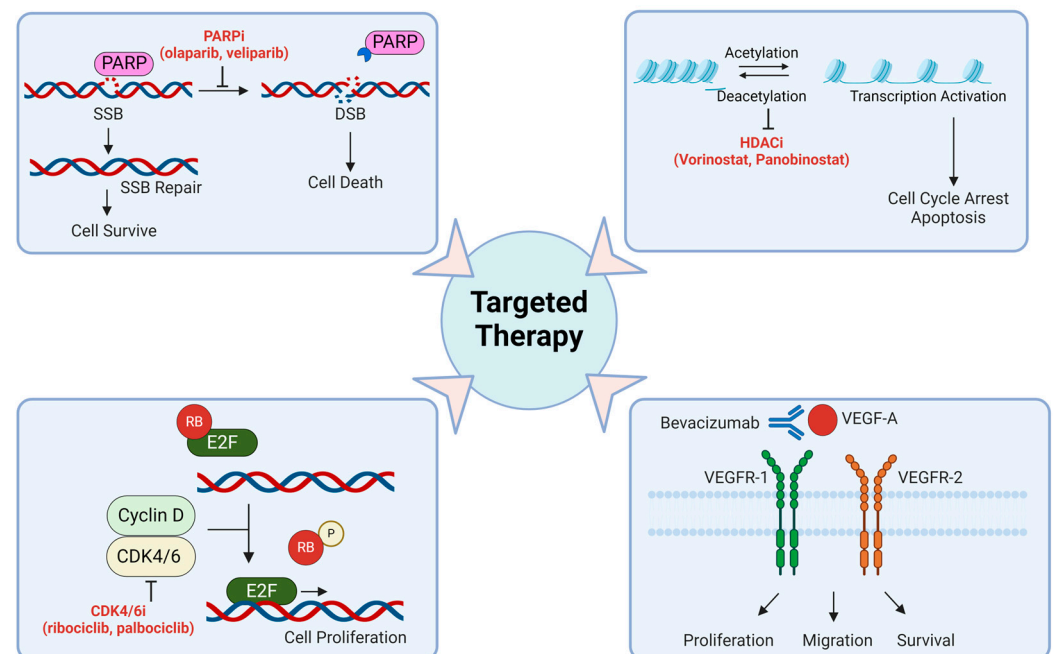 PARP
PARPi
(olaparib, veliparib)
PARP
SSB
DSB
SSB Repair
Cell Death
Cell Survive
Acetylation
Deacetylation
Transcription Activation
HDACi
(Vorinostat, Panobinostat)
Cell Cycle Arrest
Apoptosis
Targeted
Therapy
RB
E2F
Cyclin D
CDK4/6
RB
P
CDK4/6i
(ribociclib, palbociclib)
E2F
Cell Proliferation
Bevacizumab
VEGF-A
VEGFR-1
VEGFR-2
Proliferation
Migration
Survival